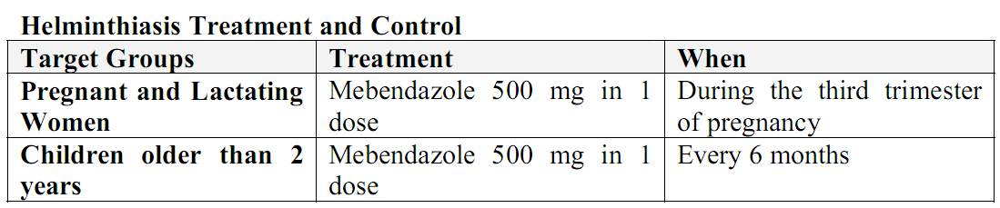 Helminthiasis Treatment and Control
Target Groups Treatment When
Pregnant and Lactating Women Mebendazole 500 mg in 1 dose During the third trimester of pregnancy
Children older than 2 years Mebendazole 500 mg in 1 dose Every 6 months